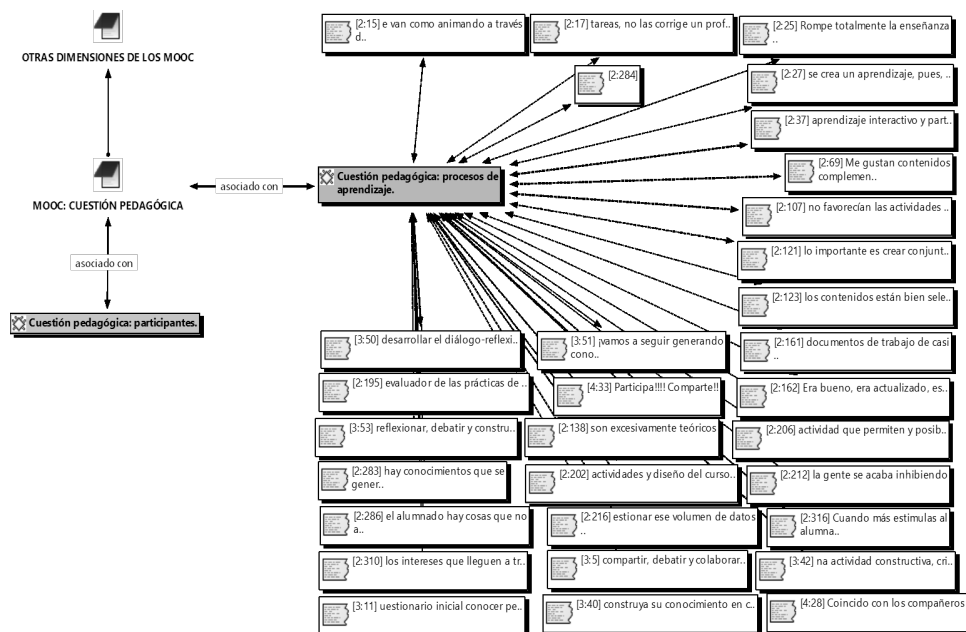 [2:15] e van como animando a través
d..
[2:17] tareas, no las corrige un prof..
[2:25] Rompe totalmente la enseñanza
..
OTRAS DIMENSIONES DE LOS MOOC
[2:284]
[2:27] se crea un aprendizaje, pues, ..
[2:37] aprendizaje interactivo y part..
[2:69] Me gustan contenidos
complemen..
Cuestión pedagógica: procesos de
aprendizaje.
asociado con
MOOC: CUESTIÓN PEDAGÓGICA
[2:107] no favorecían las actividades ..
[2:121] lo importante es crear conjunt..
asociado con
[2:123] los contenidos están bien sele..
Cuestión pedagógica: participantes.
[3:50] desarrollar el diálogo-reflexi..
[3:51] ¡vamos a seguir generando
cono..
[2:161] documentos de trabajo de casi
..
[2:195] evaluador de las prácticas de ..
[4:33] Participa!!!! Comparte!!
[2:162] Era bueno, era actualizado, es..
[3:53] reflexionar, debatir y constru..
[2:138] son excesivamente teóricos
[2:206] actividad que permiten y posib..
[2:283] hay conocimientos que se
gener..
[2:202] actividades y diseño del curso..
[2:212] la gente se acaba inhibiendo
[2:286] el alumnado hay cosas que no
a..
[2:216] estionar ese volumen de datos
..
[2:316] Cuando más estimulas al
alumna..
[2:310] los intereses que lleguen a tr..
[3:5] compartir, debatir y colaborar..
[3:42] na actividad constructiva, cri..
[3:11] uestionario inicial conocer pe..
[3:40] construya su conocimiento en c..
[4:28] Coincido con los compañeros